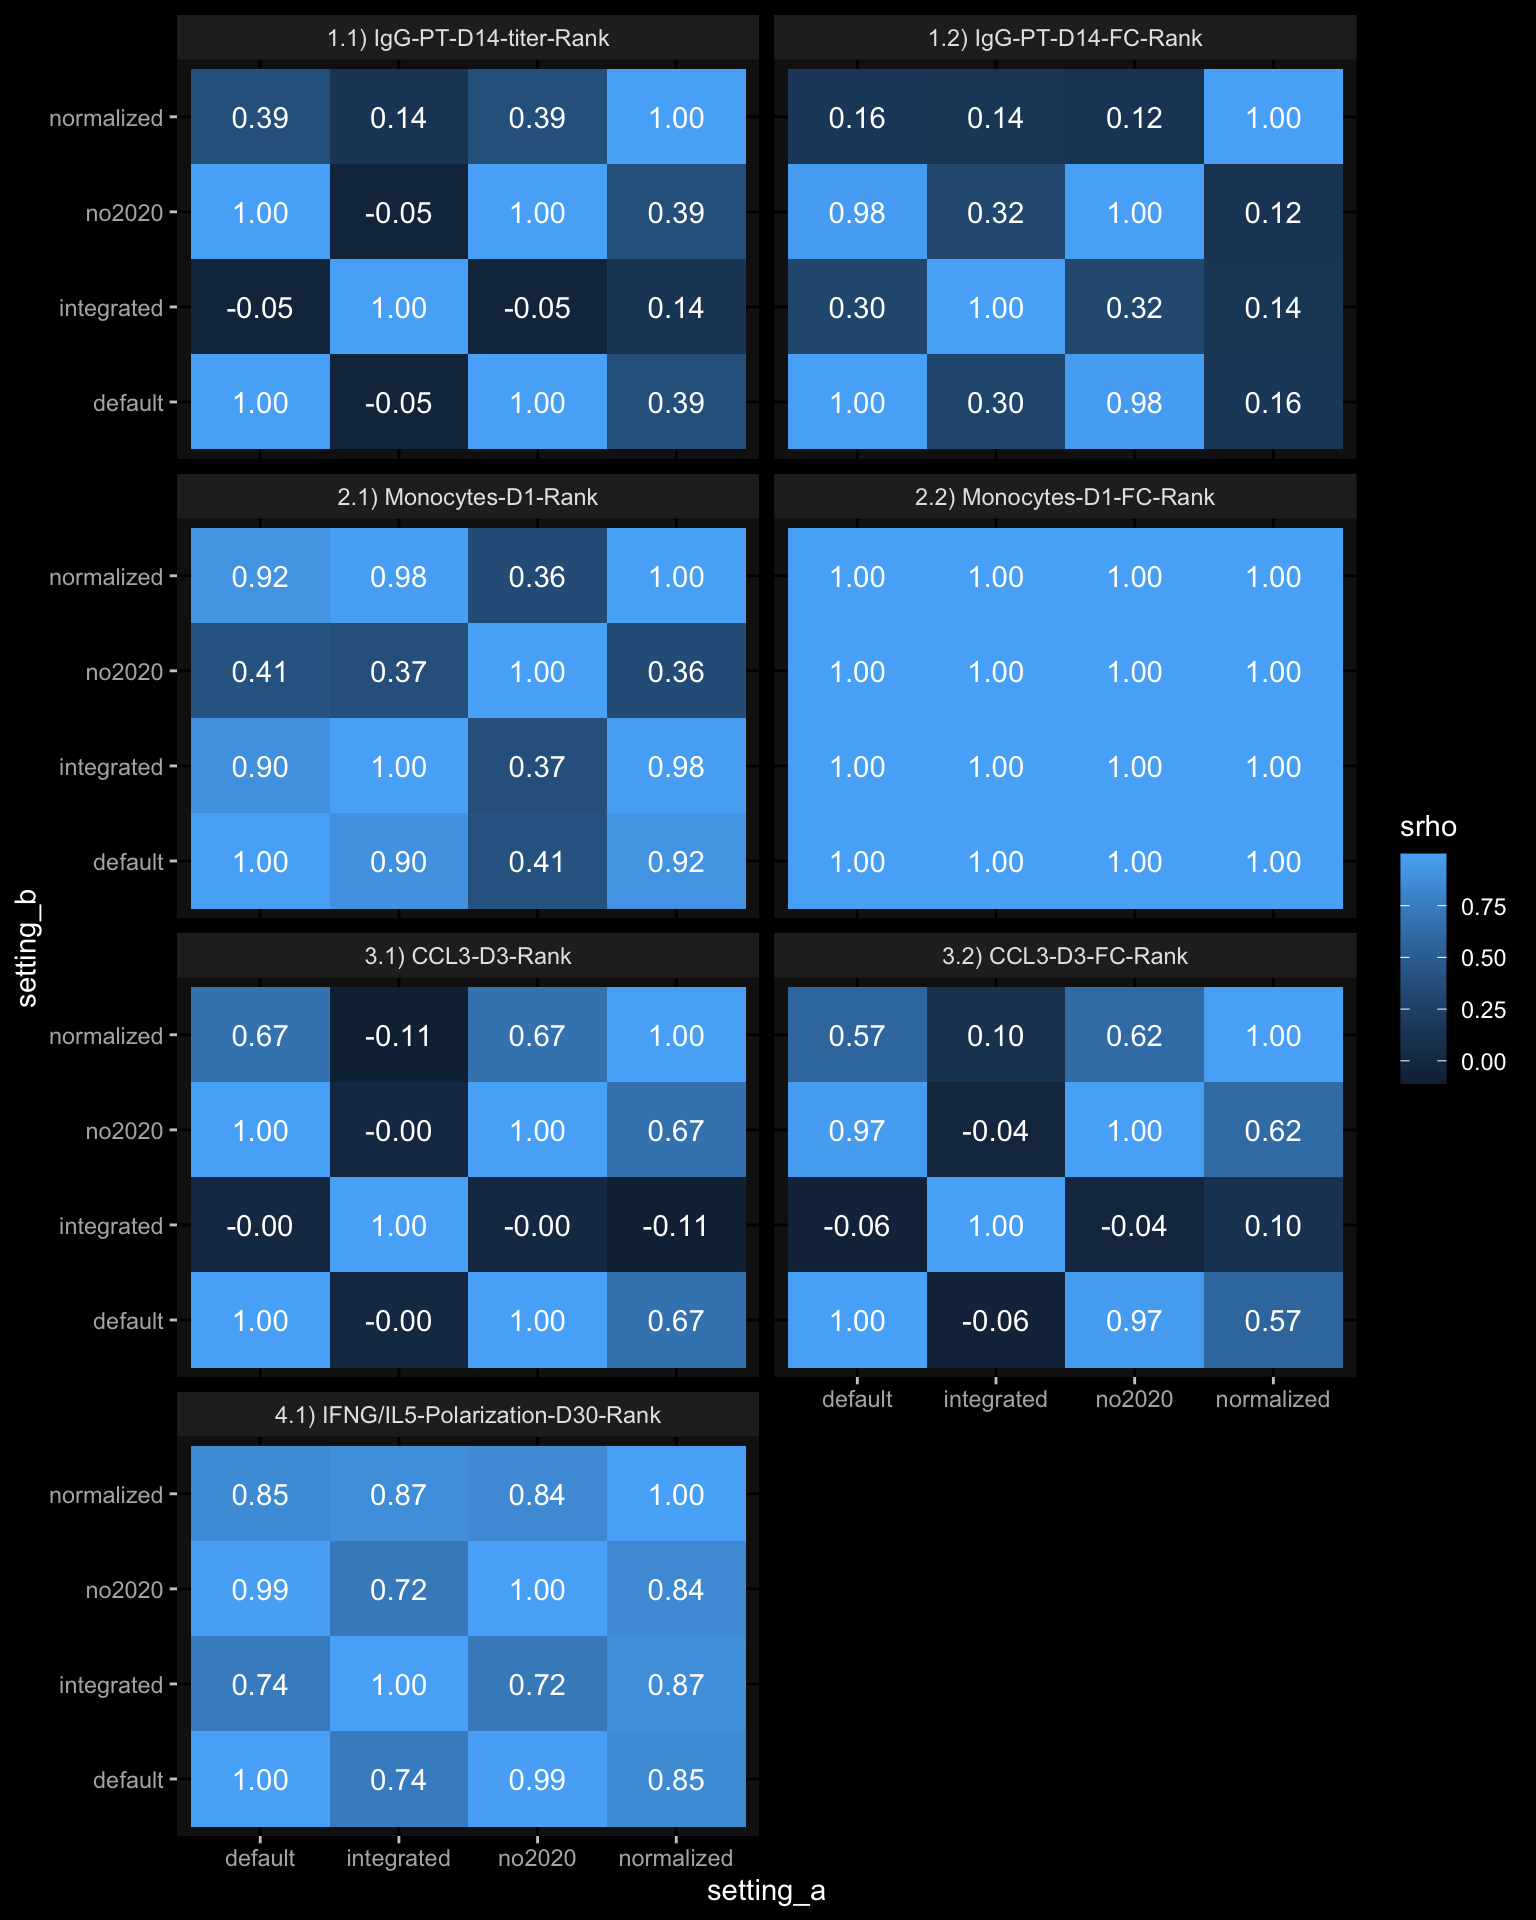 1.1) IgG-PT-D14-titer-Rank
1.2) IgG-PT-D14-FC-Rank
normalized 0.39 0.14 0.39 1.00 0.16 0.14 0.12 1.00
no2020 1.00 -0.05 1.00 0.39 0.98 0.32 1.00 0.12
integrated -0.05 1.00 -0.05 0.14 0.30 1.00 0.32 0.14
default 1.00 -0.05 1.00 0.39 1.00 0.30 0.98 0.16
2.1) Monocytes-D1-Rank
2.2) Monocytes-D1-FC-Rank
normalized 0.92 0.98 0.36 1.00 1.00 1.00 1.00 1.00
no2020 0.41 0.37 1.00 0.36 1.00 1.00 1.00 1.00
integrated 0.90 1.00 0.37 0.98 1.00 1.00 1.00 1.00
default 1.00 0.90 0.41 0.92 1.00 1.00 1.00 1.00
3.1) CCL3-D3-Rank
3.2) CCL3-D3-FC-Rank
normalized 0.67 -0.11 0.67 1.00 0.57 0.10 0.62 1.00
no2020 1.00 -0.00 1.00 0.67 0.97 -0.04 1.00 0.62
integrated -0.00 1.00 -0.00 -0.11 -0.06 1.00 -0.04 0.10
default 1.00 -0.00 1.00 0.67 1.00 -0.06 0.97 0.57
default integrated no2020 normalized
4.1) IFNG/IL5-Polarization-D30-Rank
normalized 0.85 0.87 0.84 1.00
no2020 0.99 0.72 1.00 0.84
integrated 0.74 1.00 0.72 0.87
default 1.00 0.74 0.99 0.85
default integrated no2020 normalized
setting_a
setting_b
srho
0.75
0.50
0.25
0.00